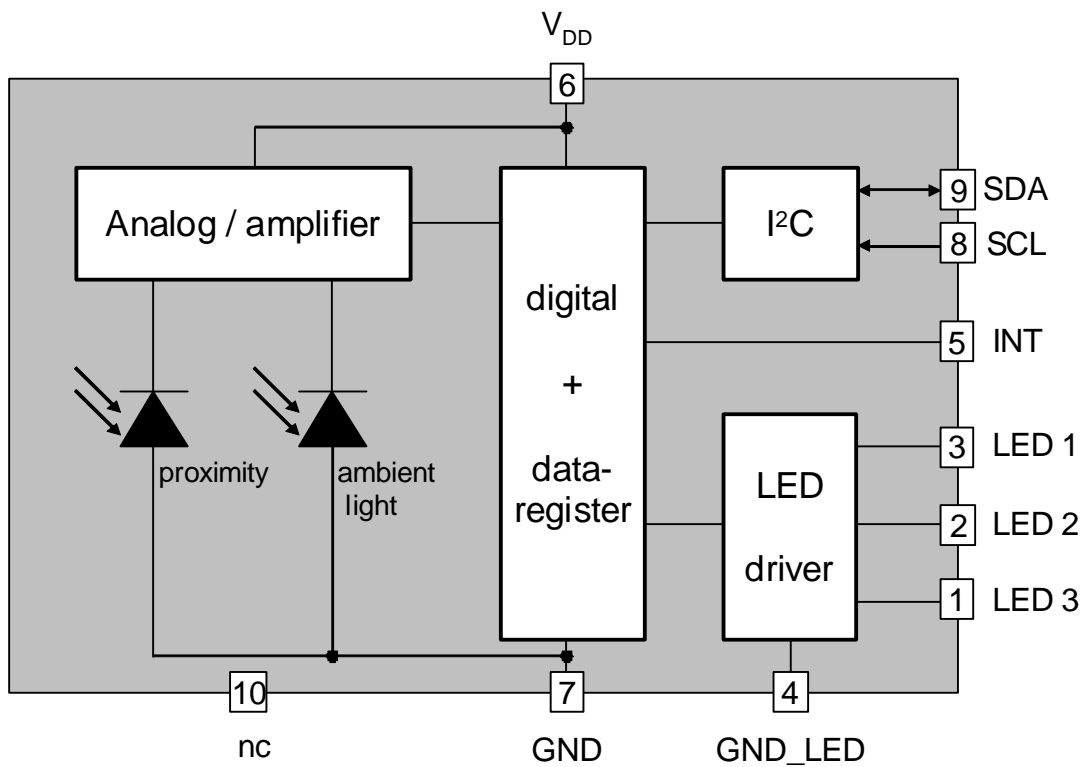 V_DD
6
Analog / amplifier
I²C
9 SDA
8 SCL
digital
+
data-
register
5 INT
proximity
ambient
light
LED
driver
3 LED 1
2 LED 2
1 LED 3
10
7
4
nc
GND
GND_LED